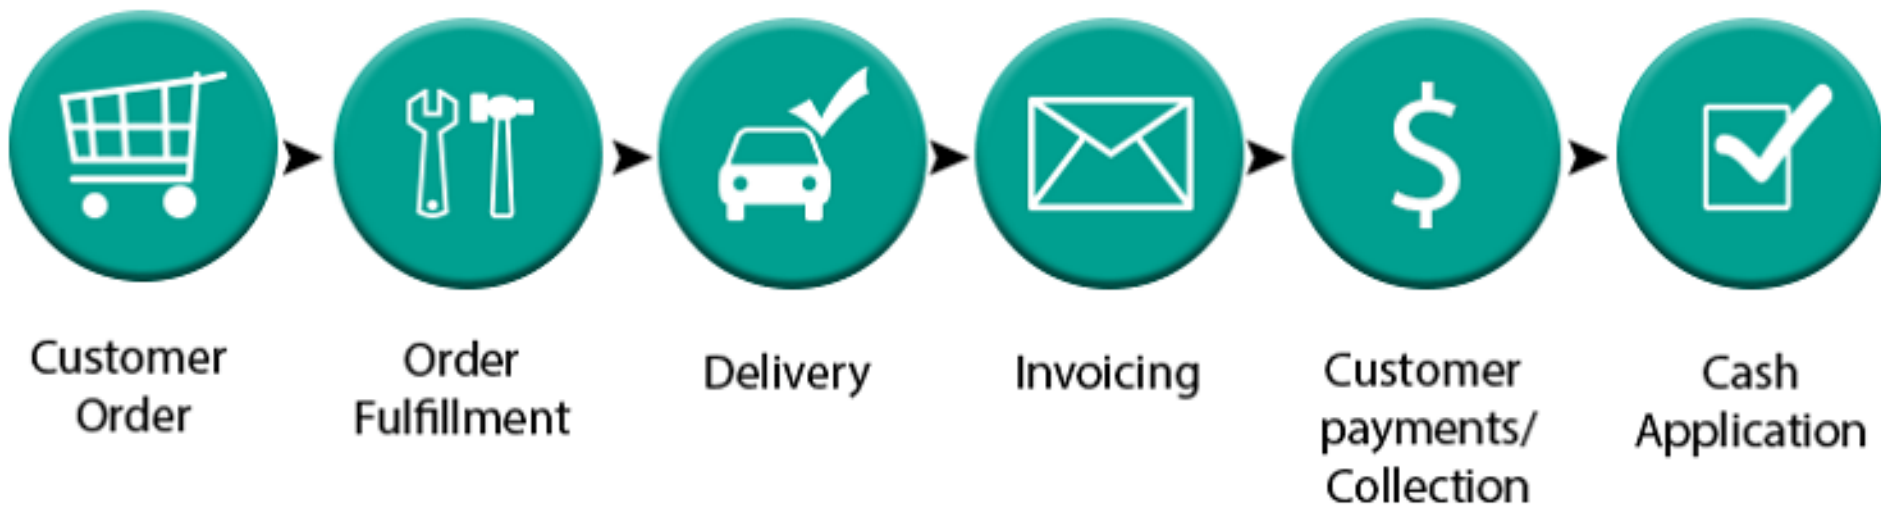 Customer
Order
Order
Fulfillment
Delivery
Invoicing
Customer
payments/
Collection
Cash
Application